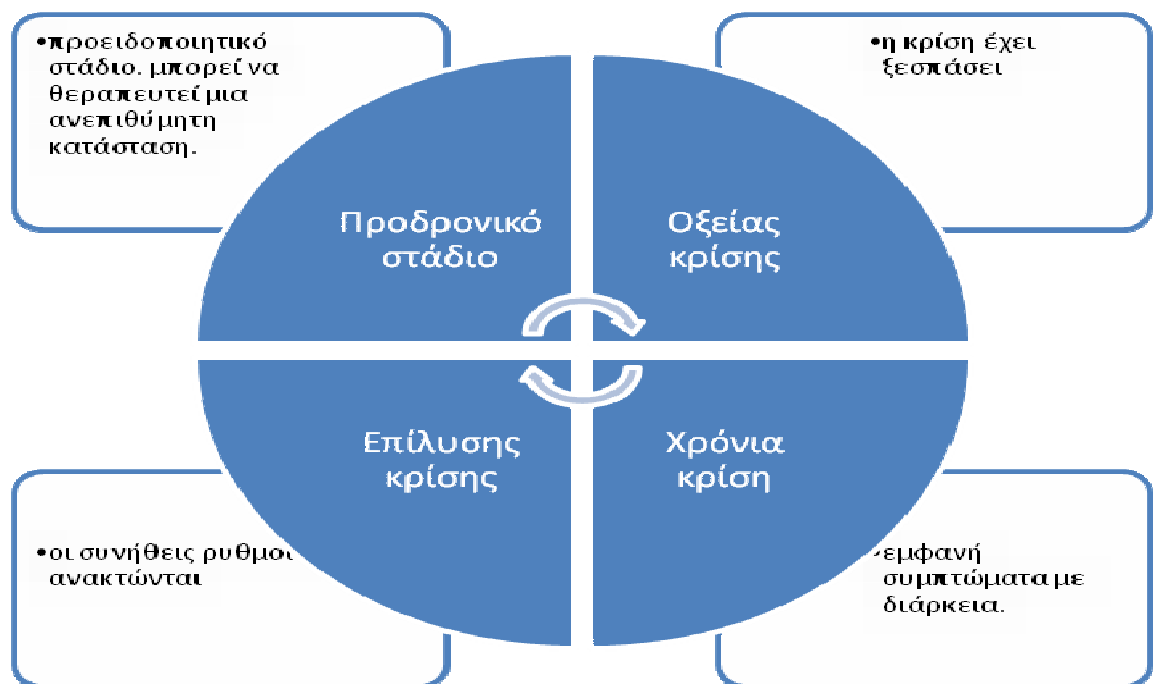 •προειδοποιητικό
στάδιο. μπορεί να
θεραπευτεί μια
ανεπιθύμητη
κατάσταση.
•η κρίση έχει
ξεσπάσει
Προδρονικό
στάδιο
Οξείας
κρίσης
Επίλυσης
κρίσης
Χρόνια
κρίση
•οι συνήθεις ρυθμοί
ανακτώνται
•εμφανή
συμπτώματα με
διάρκεια.